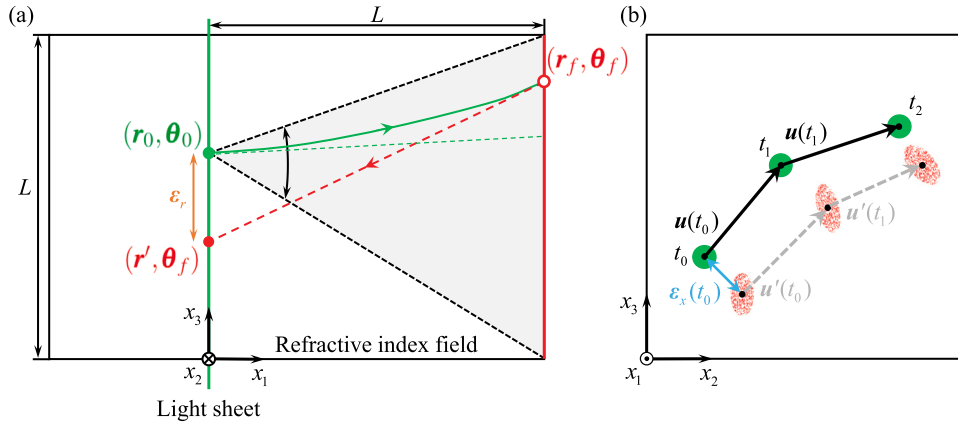 (a)
L
(r_f, θ_f)
(r_0, θ_0)
L
ε_r
(r′, θ_f)
x_3
Refractive index field
x_2
x_1
Light sheet
(b)
t_2
u(t_1)
t_1
u(t_0)
t_0
u′(t_1)
ε_x(t_0)
u′(t_0)
x_3
x_1
x_2